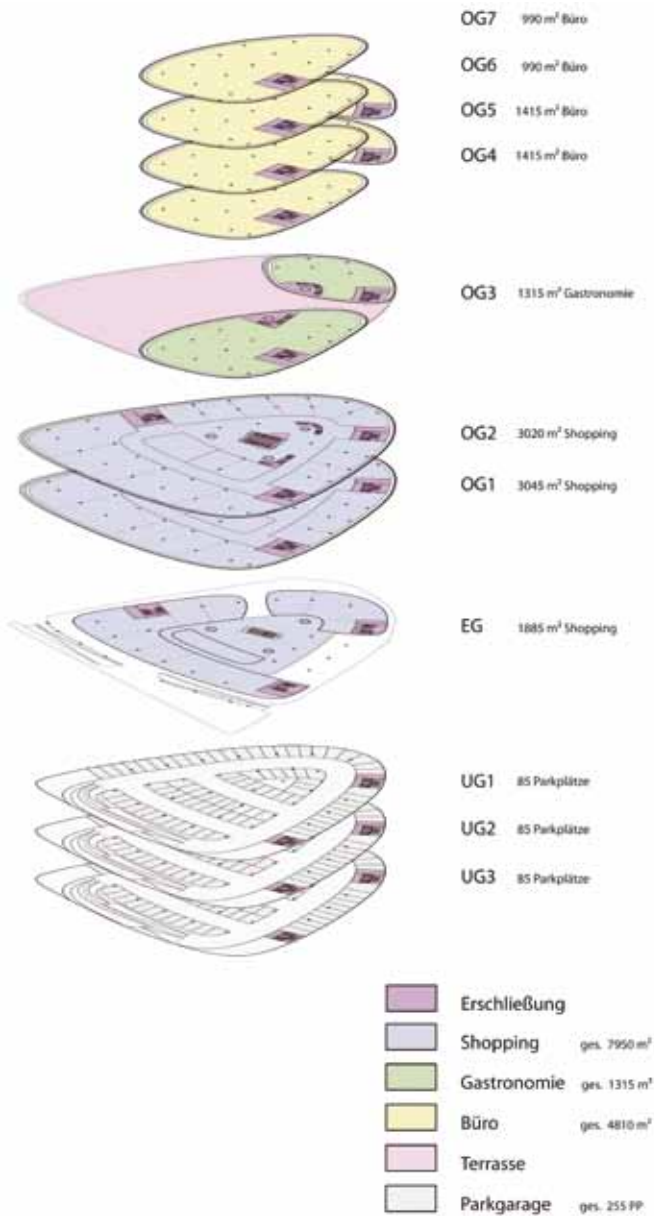 OG7 990 m² Büro
OG6 990 m² Büro
OG5 1415 m² Büro
OG4 1415 m² Büro
OG3 1315 m² Gastronomie
OG2 3020 m² Shopping
OG1 3045 m² Shopping
EG 1885 m² Shopping
UG1 85 Parkplätze
UG2 85 Parkplätze
UG3 85 Parkplätze
Erschließung
Shopping ges. 7950 m²
Gastronomie ges. 1315 m²
Büro ges. 4810 m²
Terrasse
Parkgarage ges. 255 PP